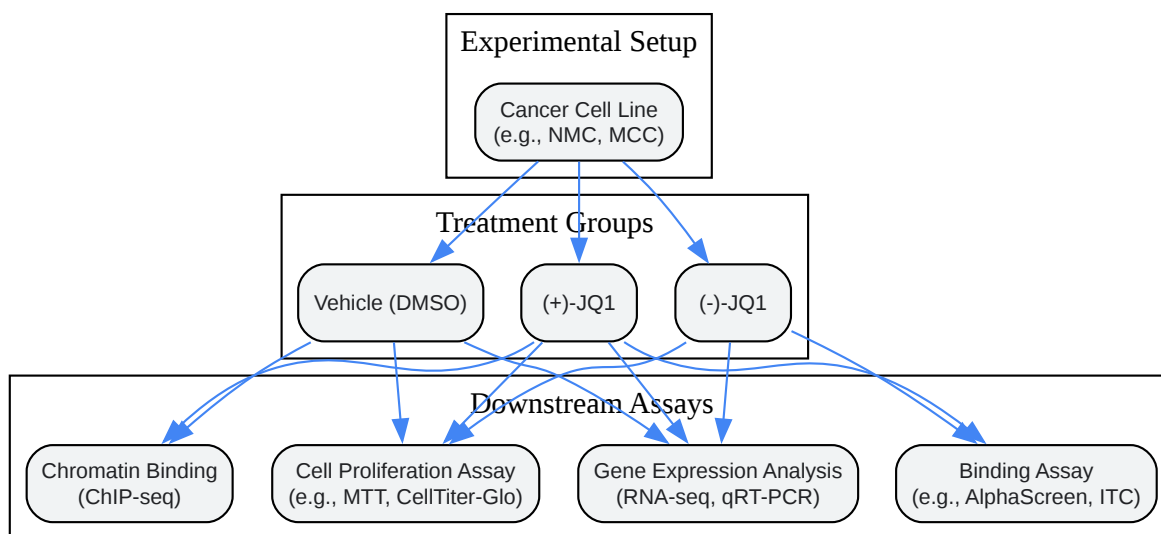 Experimental Setup
Cancer Cell Line
(e.g., NMC, MCC)
Treatment Groups
Vehicle (DMSO)
(+)-JQ1
(-)-JQ1
Downstream Assays
Chromatin Binding
(ChIP-seq)
Cell Proliferation Assay
(e.g., MTT, CellTiter-Glo)
Gene Expression Analysis
(RNA-seq, qRT-PCR)
Binding Assay
(e.g., AlphaScreen, ITC)